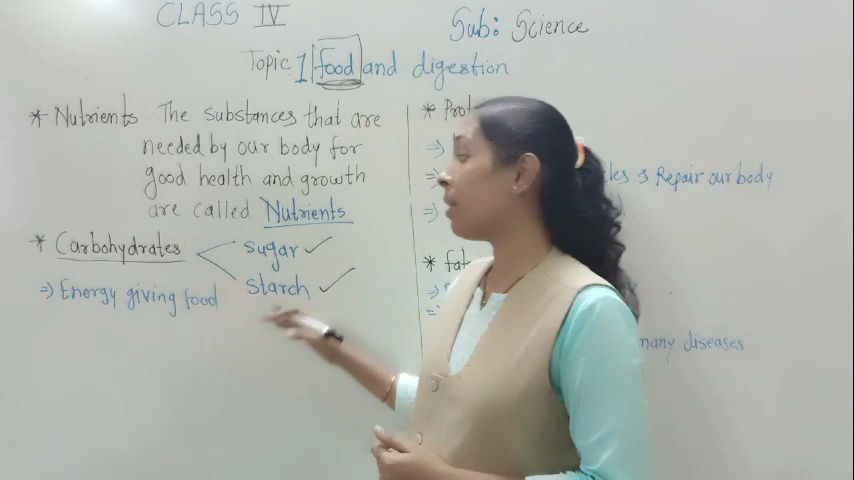 CLASS IV
Sub: Science
Topic 1 food and digestion
* Nutrients The substances that are
needed by our body for
good health and growth
are called Nutrients
* Carbohydrates
Sugar ✓
Starch ✓
⇒ Energy giving food
*
⇒
⇒ Repair our body
⇒
* fat
⇒
⇒
many diseases